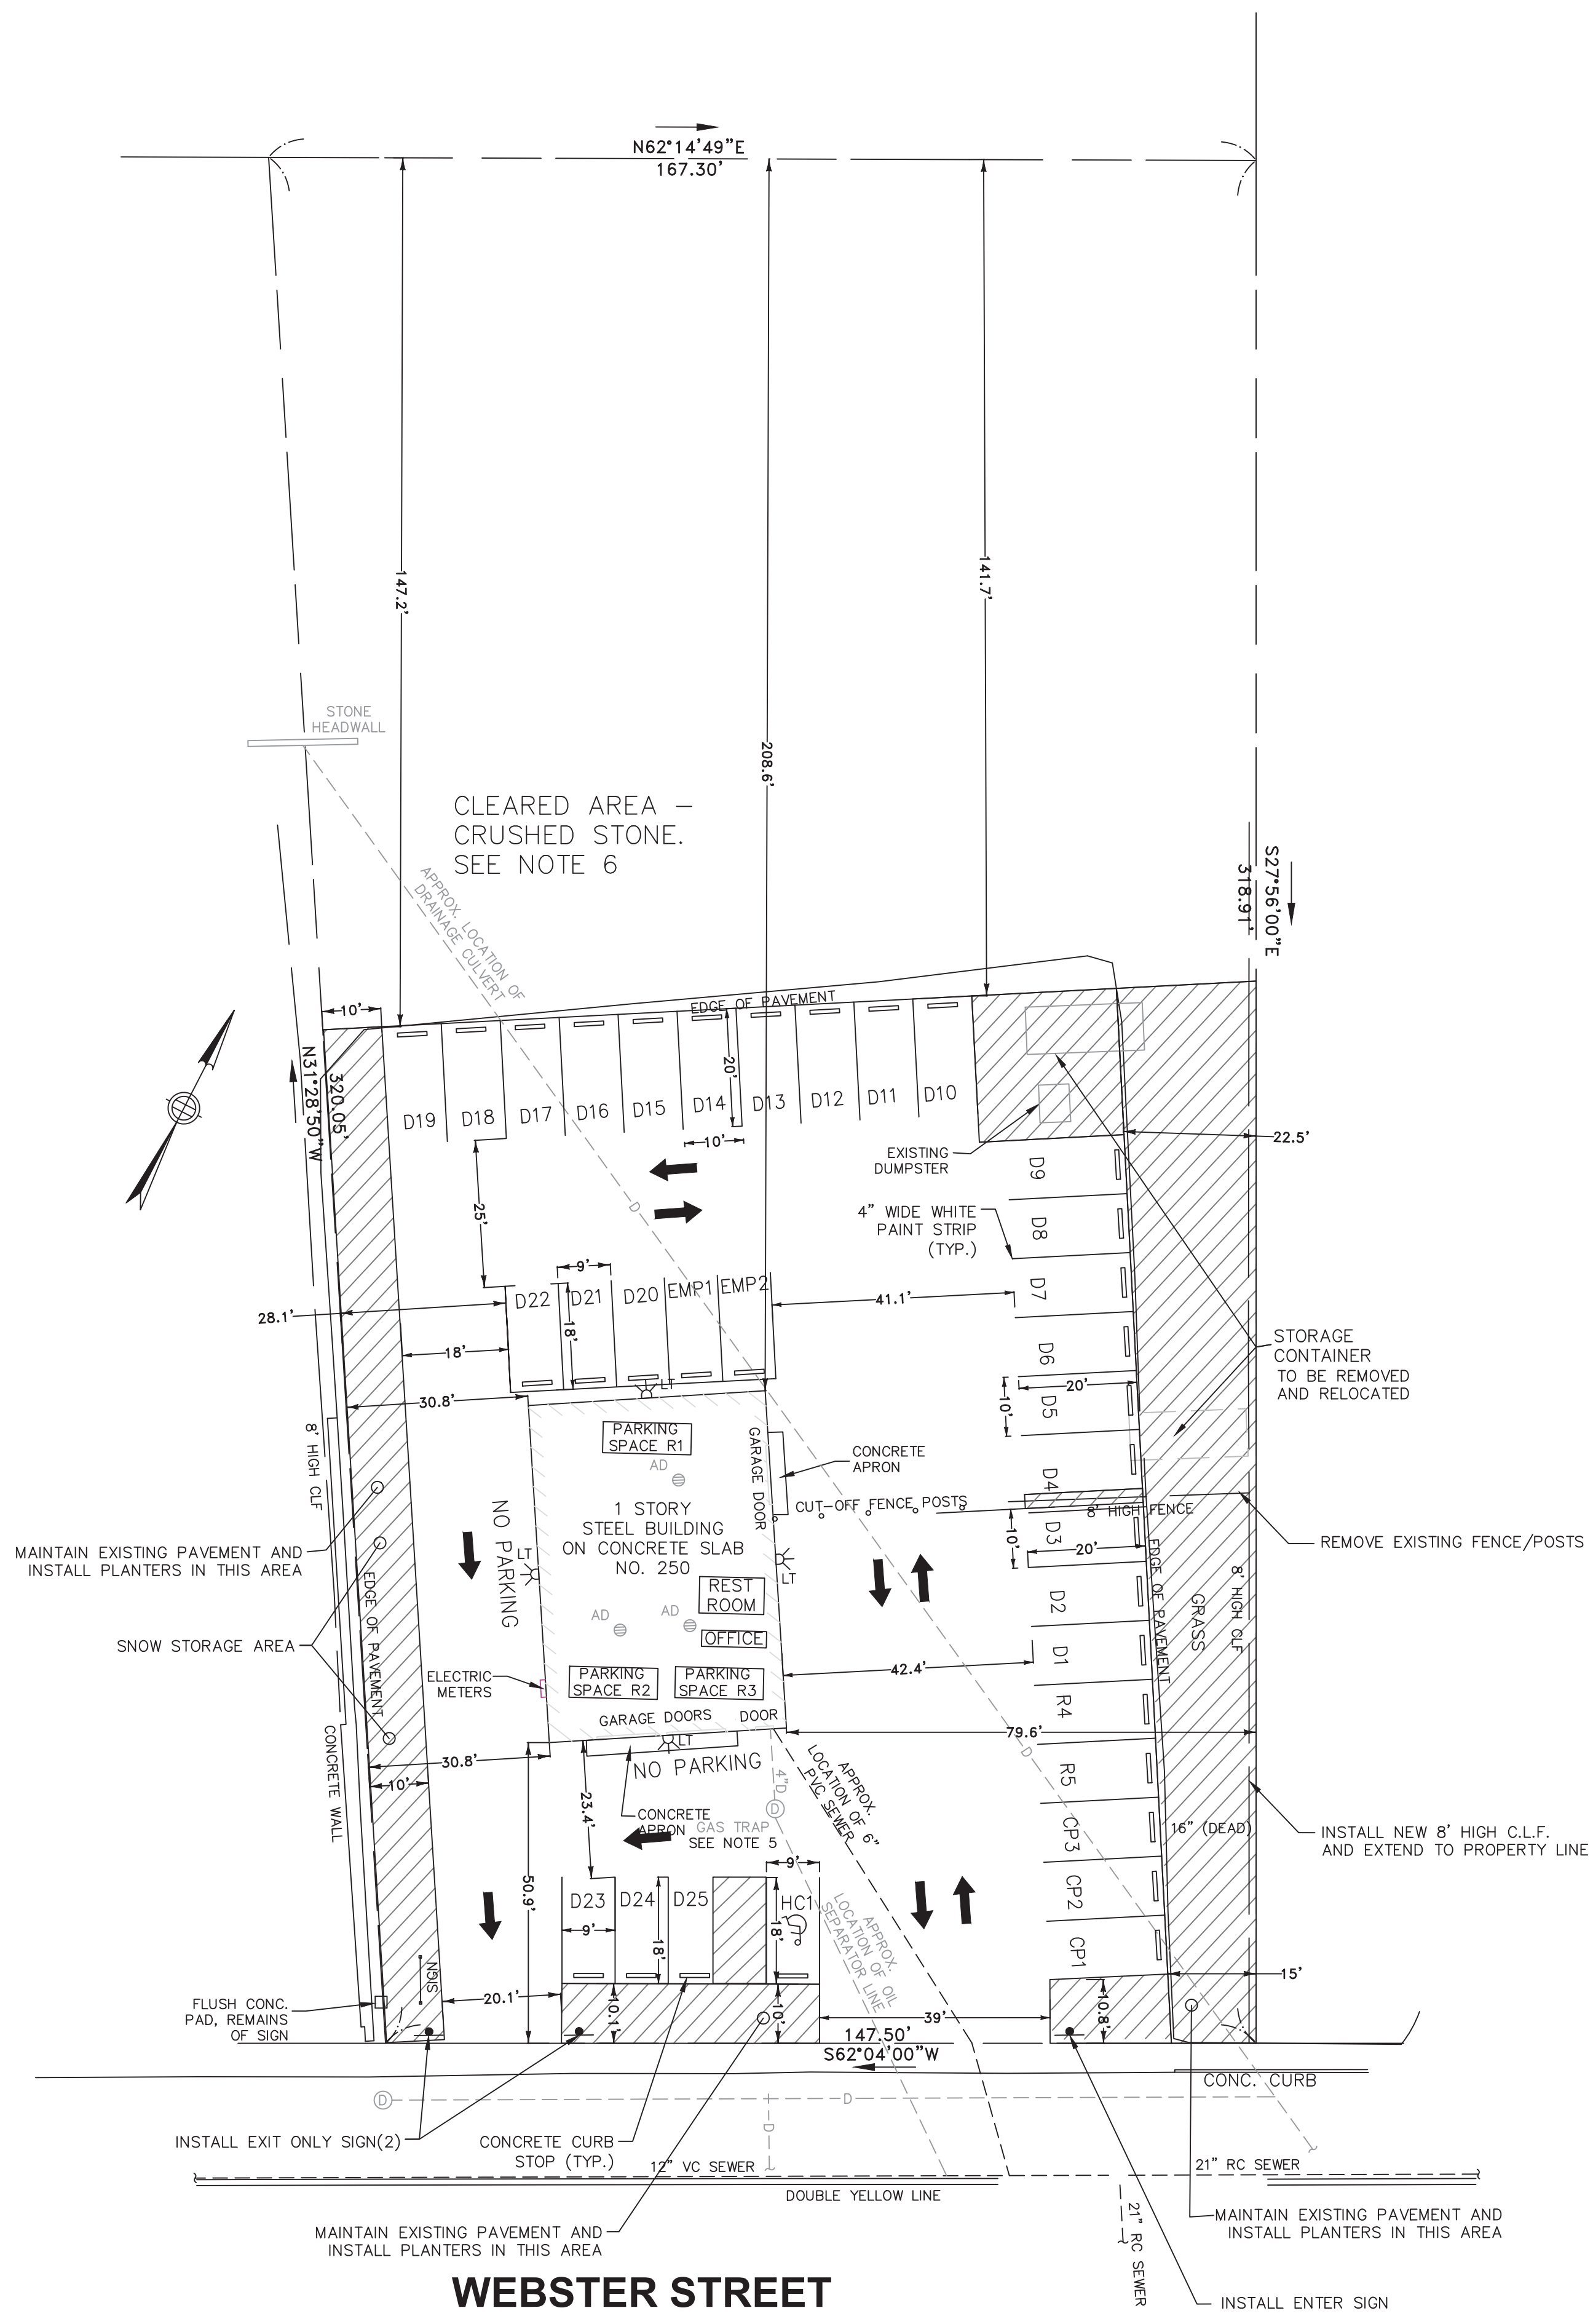 N62°14'49"E
167.30'
147.2'
208.6'
141.7'
STONE
HEADWALL
CLEARED AREA –
CRUSHED STONE.
SEE NOTE 6
APPROX. LOCATION OF
DRAINAGE CULVERT
S27°56'00"E
318.91'
N31°28'50"W
320.05'
10'
EDGE OF PAVEMENT
D19
D18
D17
D16
D15
D14
D13
D12
D11
D10
20'
10'
EXISTING
DUMPSTER
22.5'
D9
D8
D7
D6
D5
D4
D3
D2
D1
R4
R5
CP3
CP2
CP1
4" WIDE WHITE
PAINT STRIP
(TYP.)
25'
D
9'
D22
D21
D20
EMP1
EMP2
18'
41.1'
28.1'
18'
30.8'
LT
20'
10'
STORAGE
CONTAINER
TO BE REMOVED
AND RELOCATED
8' HIGH CLF
PARKING
SPACE R1
AD
GARAGE DOOR
CONCRETE
APRON
CUT-OFF FENCE POSTS
8' HIGH FENCE
1 STORY
STEEL BUILDING
ON CONCRETE SLAB
NO. 250
NO PARKING
LT
LT
10'
20'
REMOVE EXISTING FENCE/POSTS
MAINTAIN EXISTING PAVEMENT AND
INSTALL PLANTERS IN THIS AREA
EDGE OF PAVEMENT
EDGE OF PAVEMENT
GRASS
8' HIGH CLF
REST
ROOM
AD
AD
OFFICE
SNOW STORAGE AREA
ELECTRIC
METERS
PARKING
SPACE R2
PARKING
SPACE R3
42.4'
GARAGE DOORS
DOOR
79.6'
D
LT
NO PARKING
30.8'
10'
CONCRETE WALL
23.4'
50.9'
4"D
D
APPROX.
LOCATION OF 6"
PVC SEWER
CONCRETE
APRON
GAS TRAP
SEE NOTE 5
16" (DEAD)
INSTALL NEW 8' HIGH C.L.F.
AND EXTEND TO PROPERTY LINE
9'
D23
D24
D25
HC1
9'
18'
18'
APPROX.
LOCATION OF OIL
SEPARATOR LINE
SIGN
FLUSH CONC.
PAD, REMAINS
OF SIGN
20.1'
10.1'
10'
39'
10.8'
15'
147.50'
S62°04'00"W
CONC. CURB
D
D
D
INSTALL EXIT ONLY SIGN(2)
CONCRETE CURB
STOP (TYP.)
12" VC SEWER
21" RC SEWER
DOUBLE YELLOW LINE
21" RC SEWER
MAINTAIN EXISTING PAVEMENT AND
INSTALL PLANTERS IN THIS AREA
MAINTAIN EXISTING PAVEMENT AND
INSTALL PLANTERS IN THIS AREA
WEBSTER STREET
INSTALL ENTER SIGN